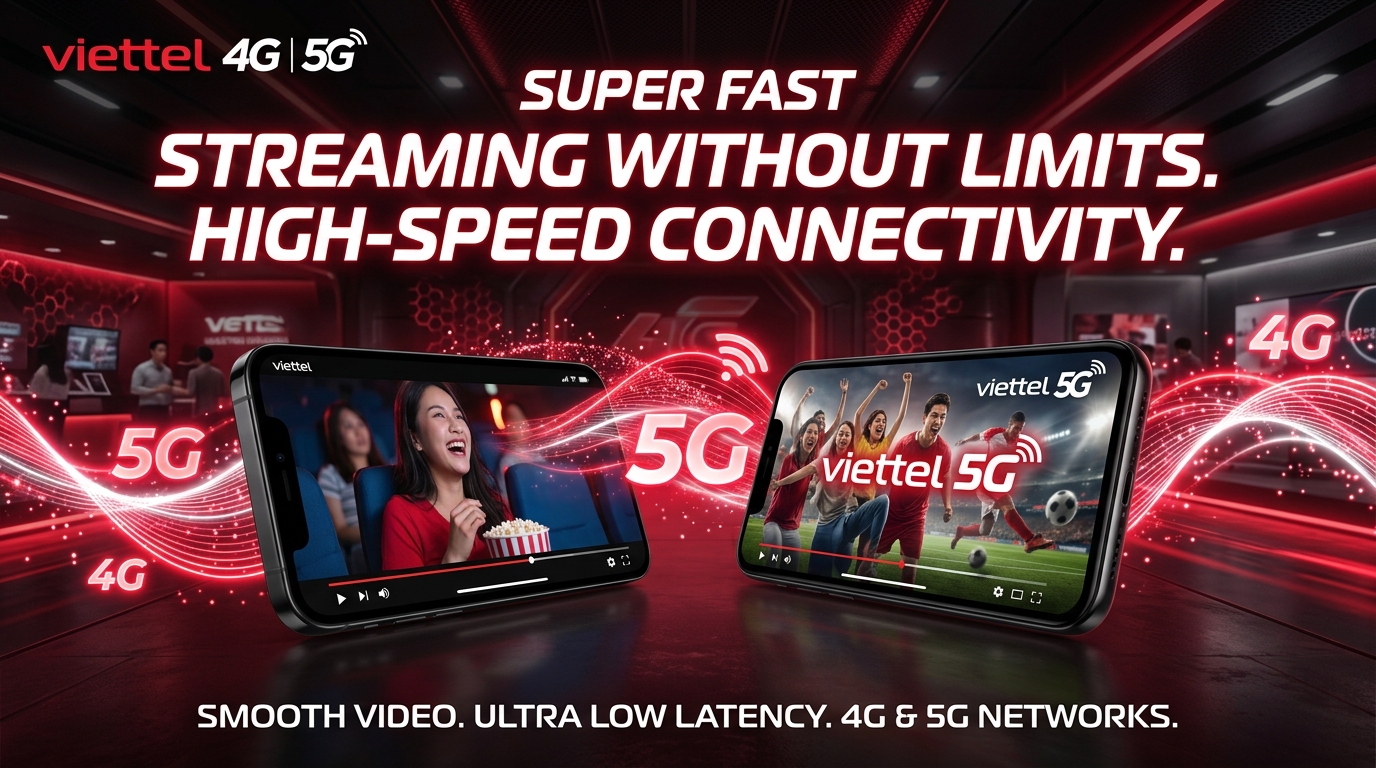 viettel 4G | 5G
SUPER FAST
STREAMING WITHOUT LIMITS.
HIGH-SPEED CONNECTIVITY.
4G
4G
viettel
viettel 5G
5G
5G
viettel 5G
4G
SMOOTH VIDEO. ULTRA LOW LATENCY. 4G & 5G NETWORKS.